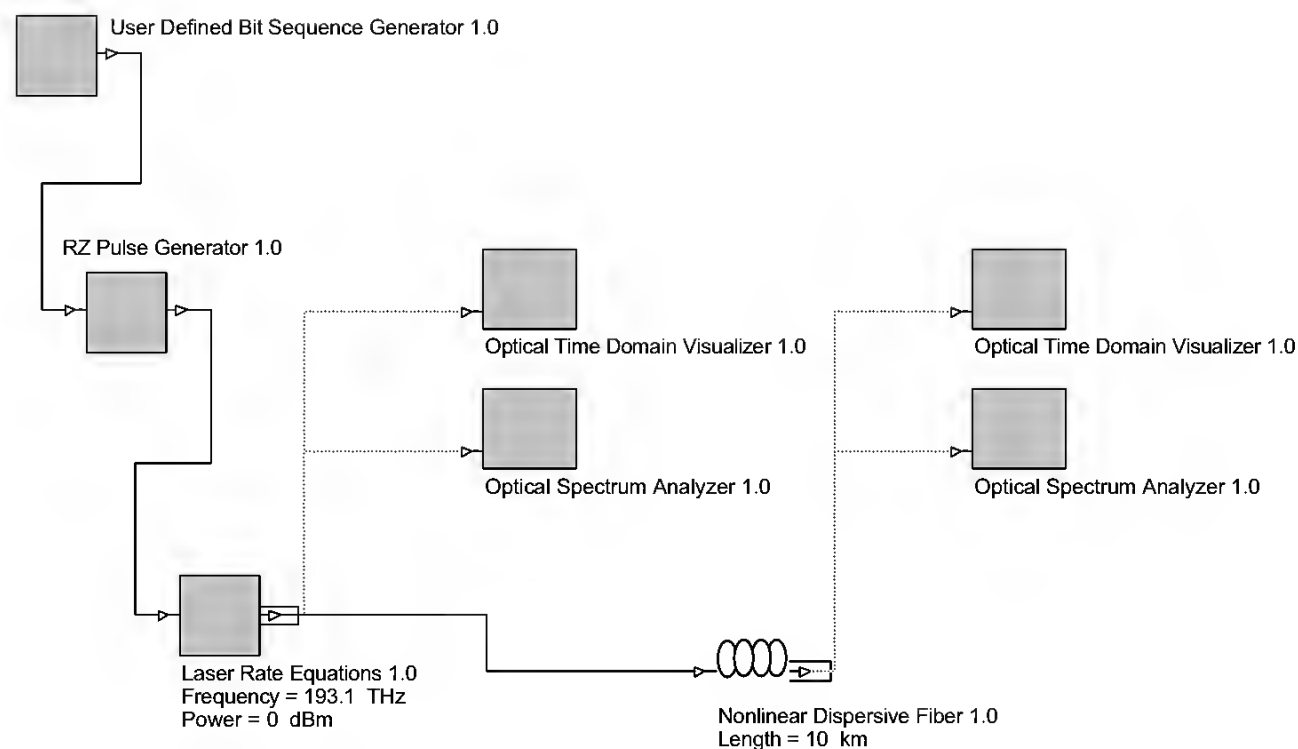 User Defined Bit Sequence Generator 1.0
RZ Pulse Generator 1.0
Optical Time Domain Visualizer 1.0
Optical Time Domain Visualizer 1.0
Optical Spectrum Analyzer 1.0
Optical Spectrum Analyzer 1.0
Laser Rate Equations 1.0
Frequency = 193.1 THz
Power = 0 dBm
Nonlinear Dispersive Fiber 1.0
Length = 10 km